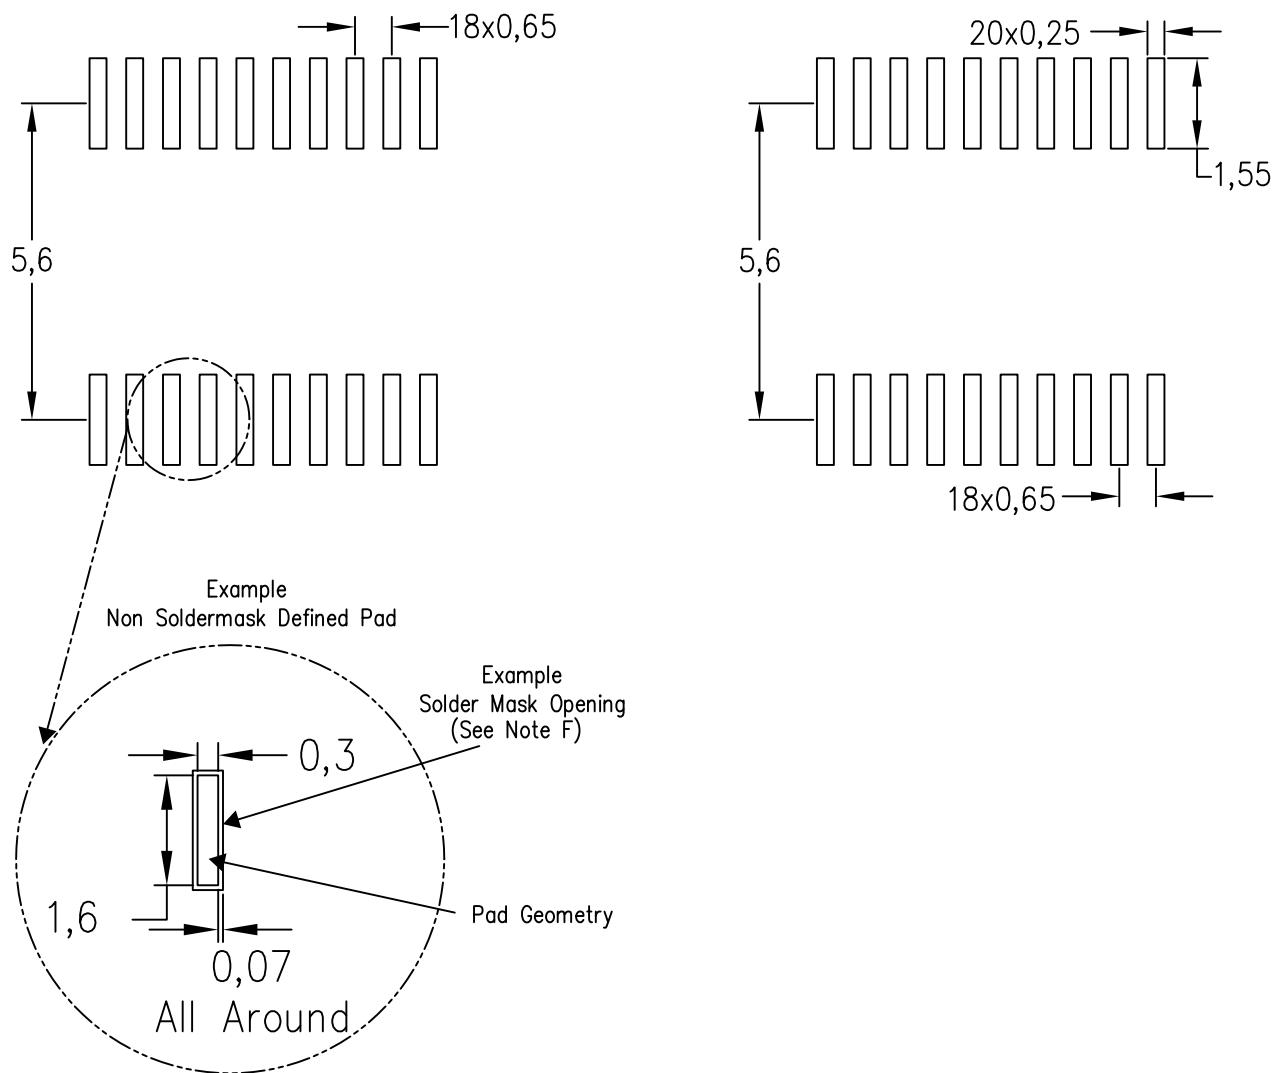 18x0,65
20x0,25
1,55
5,6
5,6
18x0,65
Example
Non Soldermask Defined Pad
Example
Solder Mask Opening
(See Note F)
0,3
1,6
Pad Geometry
0,07
All Around